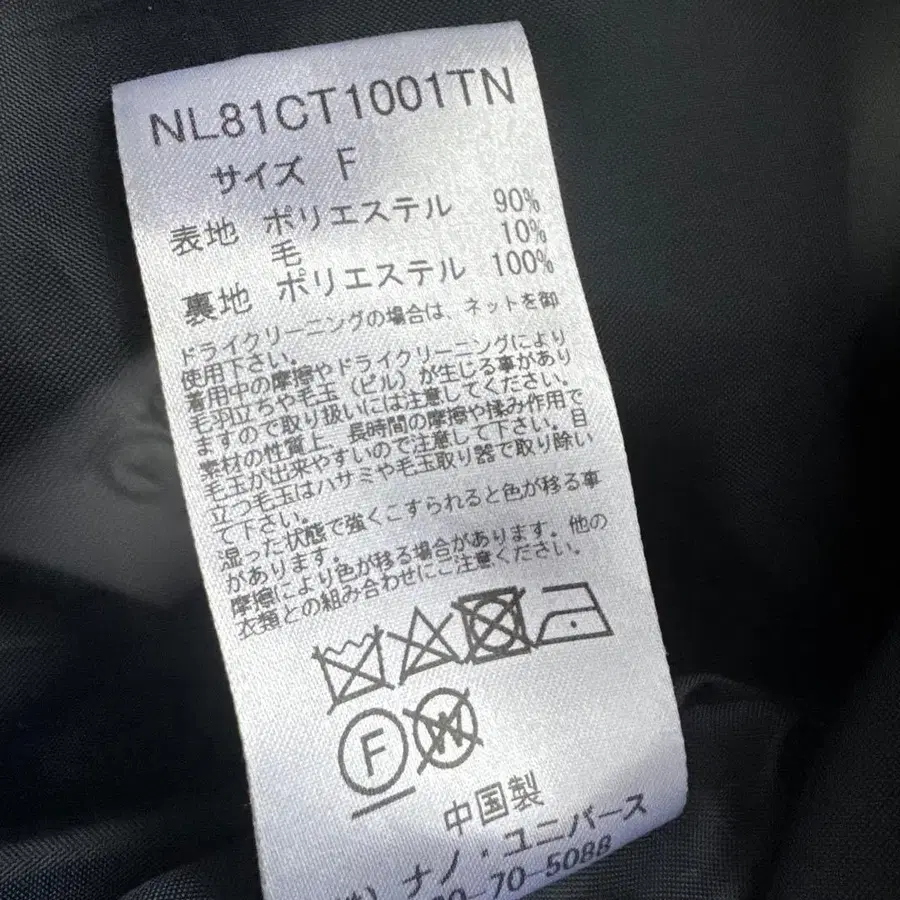 NL81CT1001TN
サイズ F
表地 ポリエステル 90%
毛 10%
裏地 ポリエステル 100%
ドライクリーニングの場合は、ネットを御
使用下さい。
着用中の摩擦やドライクリーニングにより
毛羽立ちや毛玉（ピル）が生じる事があり
ますので取り扱いには注意してください。
素材の性質上、長時間の摩擦や揉み作用で
毛玉が出来やすいので注意して下さい。目
立つ毛玉はハサミや毛玉取り器で取り除い
て下さい。
湿った状態で強くこすられると色が移る事
があります。
摩擦により色が移る場合があります。他の
衣類との組み合わせにご注意ください。
F W
中国製
ナノ・ユニバース
0-70-5088